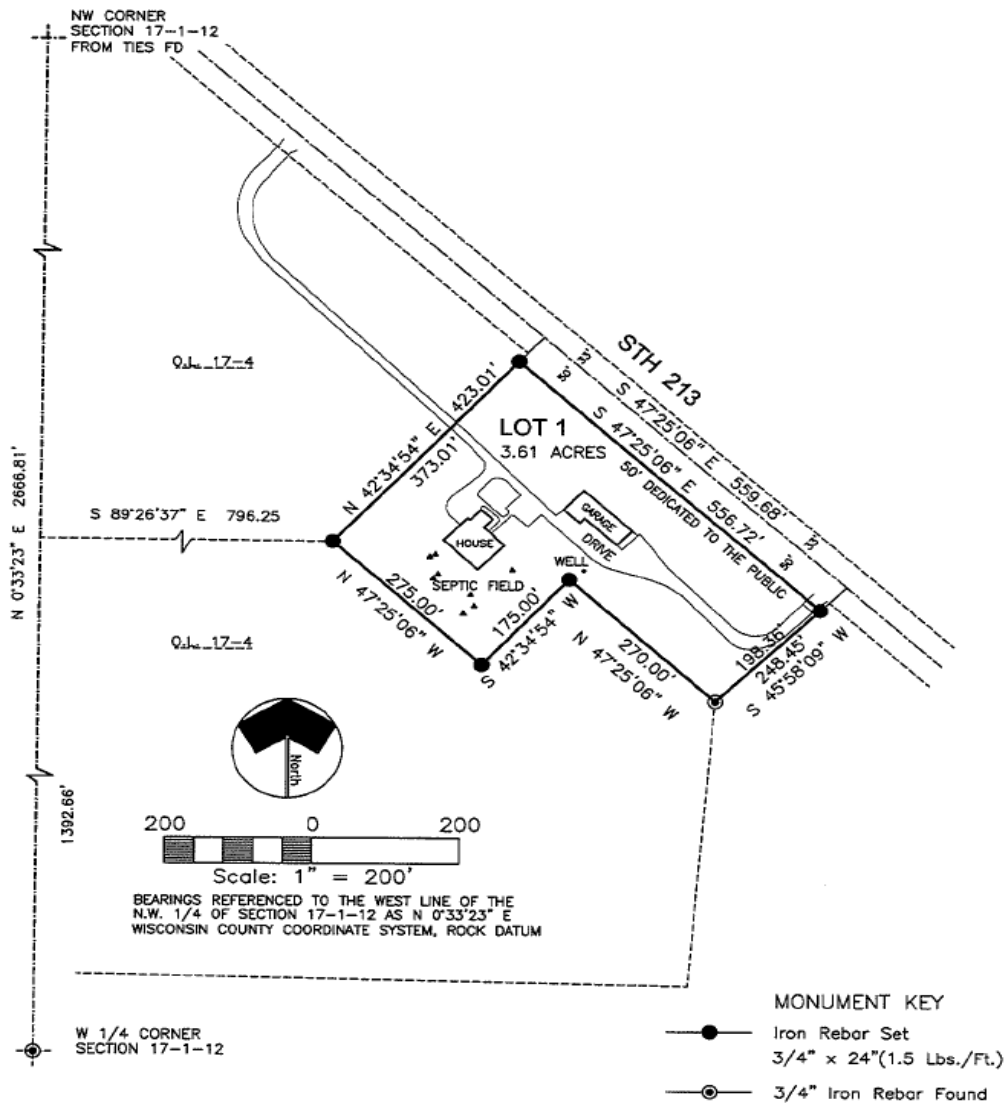 NW CORNER
SECTION 17-1-12
FROM TIES FD
STH 213
50'
50'
S 47°25'06" E 559.68'
Q.L. 17-4
N 42°34'54" E 423.01'
373.01'
LOT 1
3.61 ACRES
S 47°25'06" E 556.72'
50' DEDICATED TO THE PUBLIC
50'
50'
N 0°33'23" E 2666.81'
S 89°26'37" E 796.25
GARAGE
HOUSE
DRIVE
WELL
SEPTIC FIELD
275.00'
N 47°25'06" W
175.00'
S 42°34'54" W
270.00'
N 47°25'06" W
198.36'
248.45'
S 45°58'09" W
Q.L. 17-4
North
1392.66'
200 0 200
Scale: 1" = 200'
BEARINGS REFERENCED TO THE WEST LINE OF THE
N.W. 1/4 OF SECTION 17-1-12 AS N 0°33'23" E
WISCONSIN COUNTY COORDINATE SYSTEM, ROCK DATUM
W 1/4 CORNER
SECTION 17-1-12
MONUMENT KEY
Iron Rebar Set
3/4" x 24"(1.5 Lbs./Ft.)
3/4" Iron Rebar Found